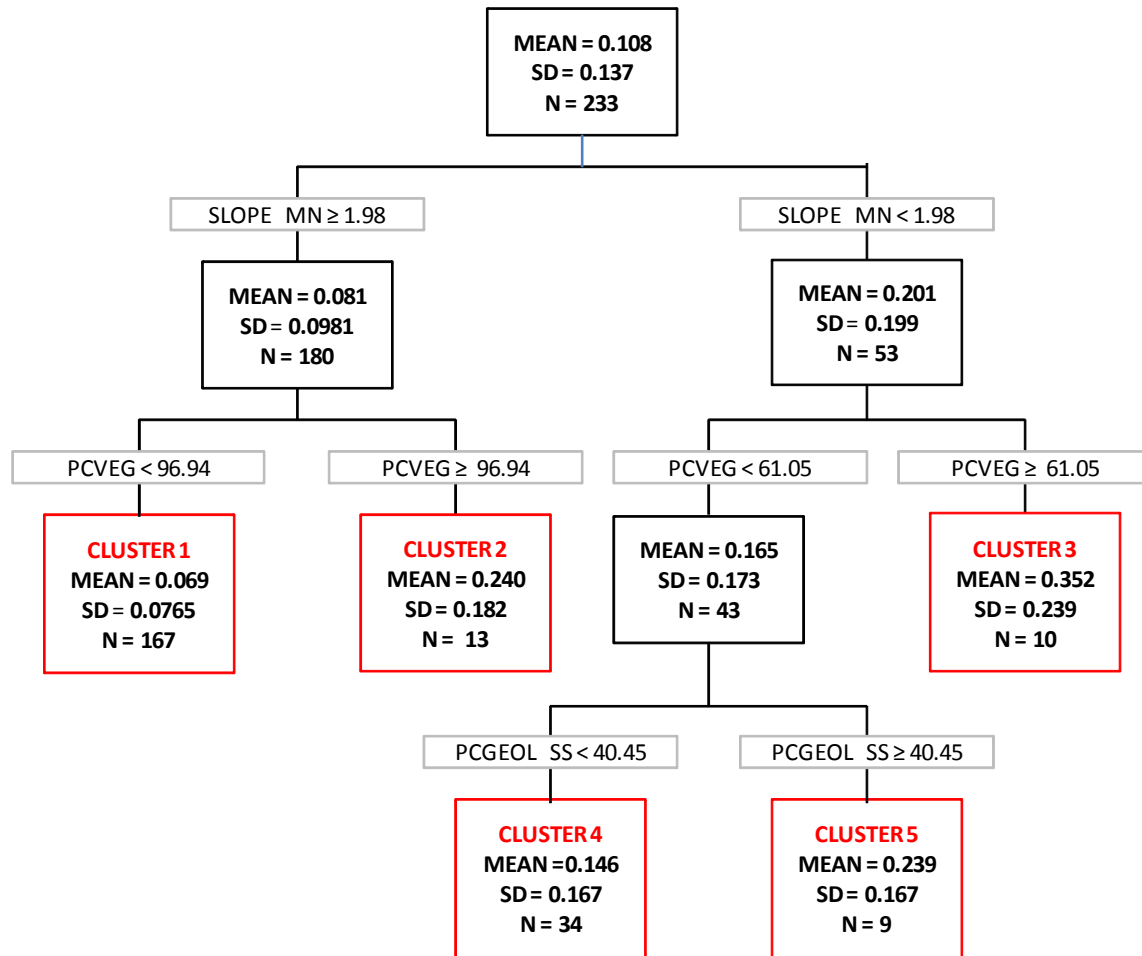 MEAN = 0.108
SD = 0.137
N = 233
SLOPE MN ≥ 1.98
SLOPE MN < 1.98
MEAN = 0.081
SD = 0.0981
N = 180
MEAN = 0.201
SD = 0.199
N = 53
PCVEG < 96.94
PCVEG ≥ 96.94
PCVEG < 61.05
PCVEG ≥ 61.05
CLUSTER 1
MEAN = 0.069
SD = 0.0765
N = 167
CLUSTER 2
MEAN = 0.240
SD = 0.182
N = 13
MEAN = 0.165
SD = 0.173
N = 43
CLUSTER 3
MEAN = 0.352
SD = 0.239
N = 10
PCGEOL SS < 40.45
PCGEOL SS ≥ 40.45
CLUSTER 4
MEAN =0.146
SD = 0.167
N = 34
CLUSTER 5
MEAN = 0.239
SD = 0.167
N = 9